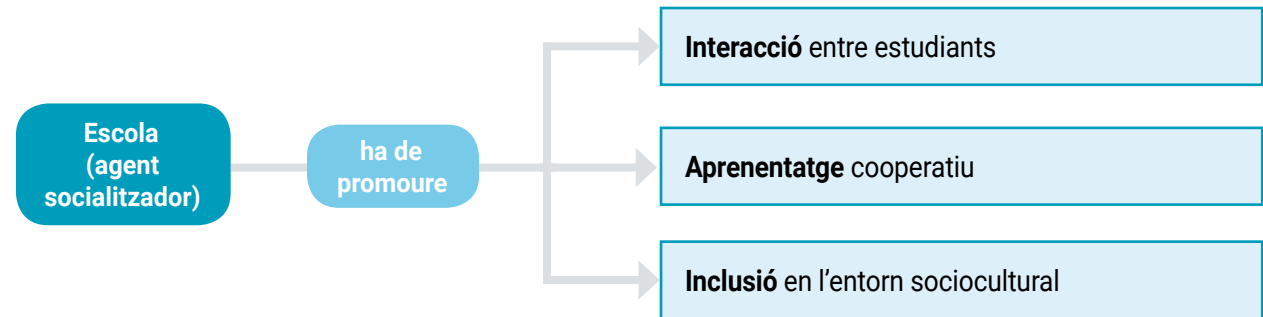 Escola
(agent
socialitzador)
ha de
promoure
Interacció entre estudiants
Aprenentatge cooperatiu
Inclusió en l’entorn sociocultural